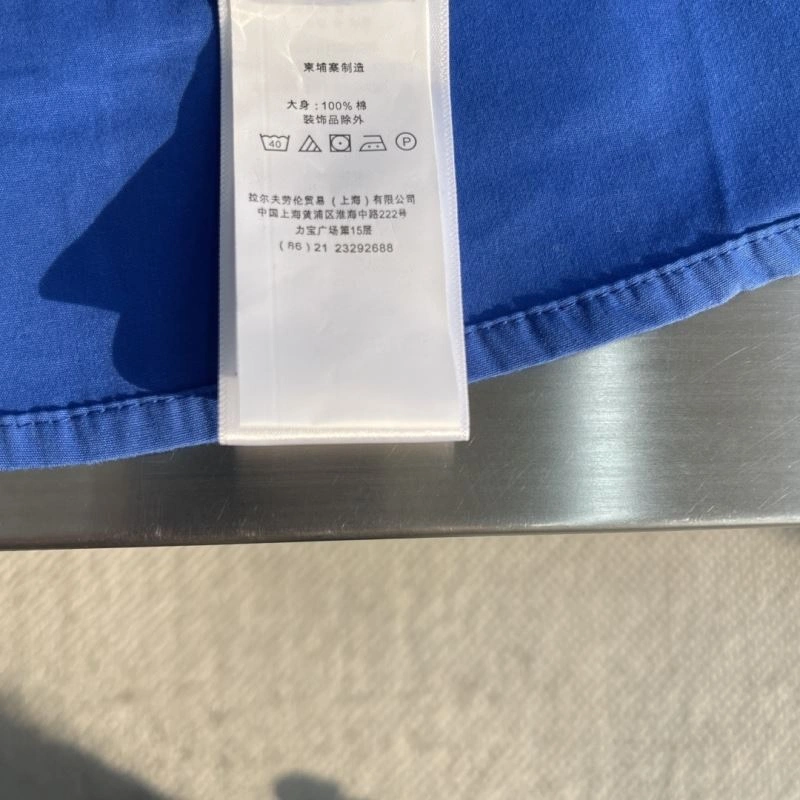 柬埔寨制造
大身：100% 棉
装饰品除外
40 P
拉尔夫劳伦贸易（上海）有限公司
中国上海黄浦区淮海中路222号
力宝广场第15层
(86)21 23292688